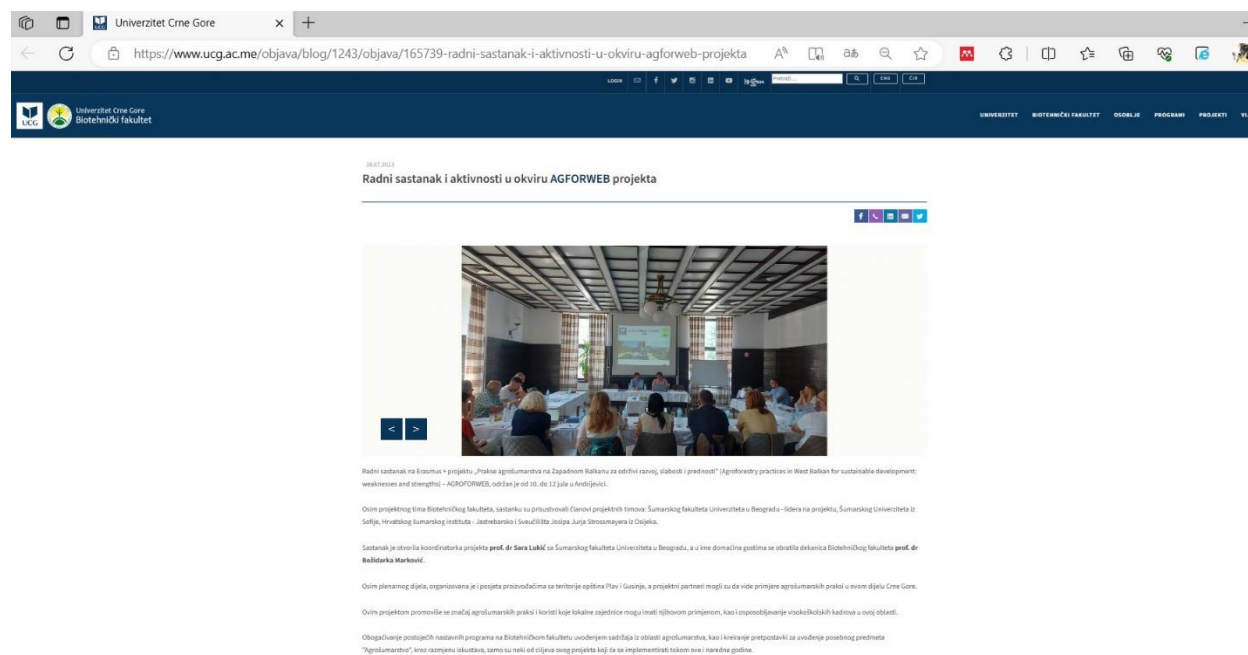 Univerzitet Crne Gore
https://www.ucg.ac.me/objava/blog/1243/objava/165739-radni-sastanak-i-aktivnosti-u-okviru-agforweb-projekta
LOGIN
Pretraži...
ENG
ĆIR
UCG
Univerzitet Crne Gore
Biotehnički fakultet
UNIVERZITET BIOTEHNIČKI FAKULTET OSOBLJE PROGRAMI PROJEKTI
28.07.2023
Radni sastanak i aktivnosti u okviru AGFORWEB projekta
< >
Radni sastanak na Erasmus + projektu „Prakse agrošumarstva na Zapadnom Balkanu za održivi razvoj, slabosti i prednosti" (Agroforestry practices in West Balkan for sustainable development:
weaknesses and strengths) – AGROFORWEB, održan je od 10. do 12 jula u Andrijevici.
Osim projektnog tima Biotehničkog fakulteta, sastanku su prisustvovali članovi projektnih timova: Šumarskog fakulteta Univerziteta u Beogradu - lidera na projektu, Šumarskog Univerziteta iz
Sofije, Hrvatskog šumarskog instituta - Jastrebarsko i Sveučilišta Josipa Jurja Strossmayera iz Osijeka.
Sastanak je otvorila koordinatorka projekta prof. dr Sara Lukić sa Šumarskog fakulteta Univerziteta u Beogradu, a u ime domaćina gostima se obratila dekanica Biotehničkog fakulteta prof. dr
Božidarka Marković.
Osim plenarnog dijela, organizovana je i posjeta proizvođačima sa teritorije opština Plav i Gusinje, a projektni partneri mogli su da vide primjere agrošumarskih praksi u ovom dijelu Crne Gore.
Ovim projektom promoviše se značaj agrošumarskih praksi i koristi koje lokalne zajednice mogu imati njihovom primjenom, kao i osposobljavanje visokoškolskih kadrova u ovoj oblasti.
Obogaćivanje postojećih nastavnih programa na Biotehničkom fakultetu uvođenjem sadržaja iz oblasti agrošumarstva, kao i kreiranje pretpostavki za uvođenje posebnog predmeta
"Agrošumarstvo", kroz razmjenu iskustava, samo su neki od ciljeva ovog projekta koji će se implementirati tokom ove i naredne godine.